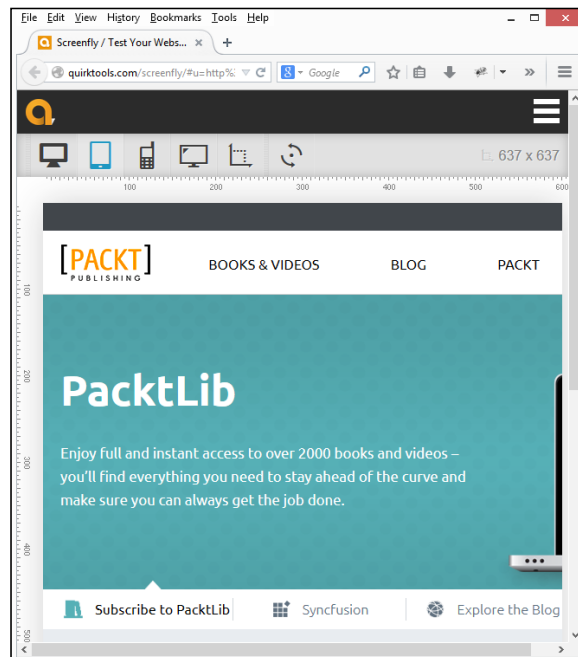 File Edit View History Bookmarks Tools Help
Screenfly / Test Your Webs...
quirktools.com/screenfly/#u=http%:
Google
637 x 637
100 200 300 400 500 600
[PACKT]
PUBLISHING
BOOKS & VIDEOS BLOG PACKT
100
PacktLib
200
Enjoy full and instant access to over 2000 books and videos –
300
you'll find everything you need to stay ahead of the curve and
make sure you can always get the job done.
400
Subscribe to PacktLib Syncfusion Explore the Blog
500